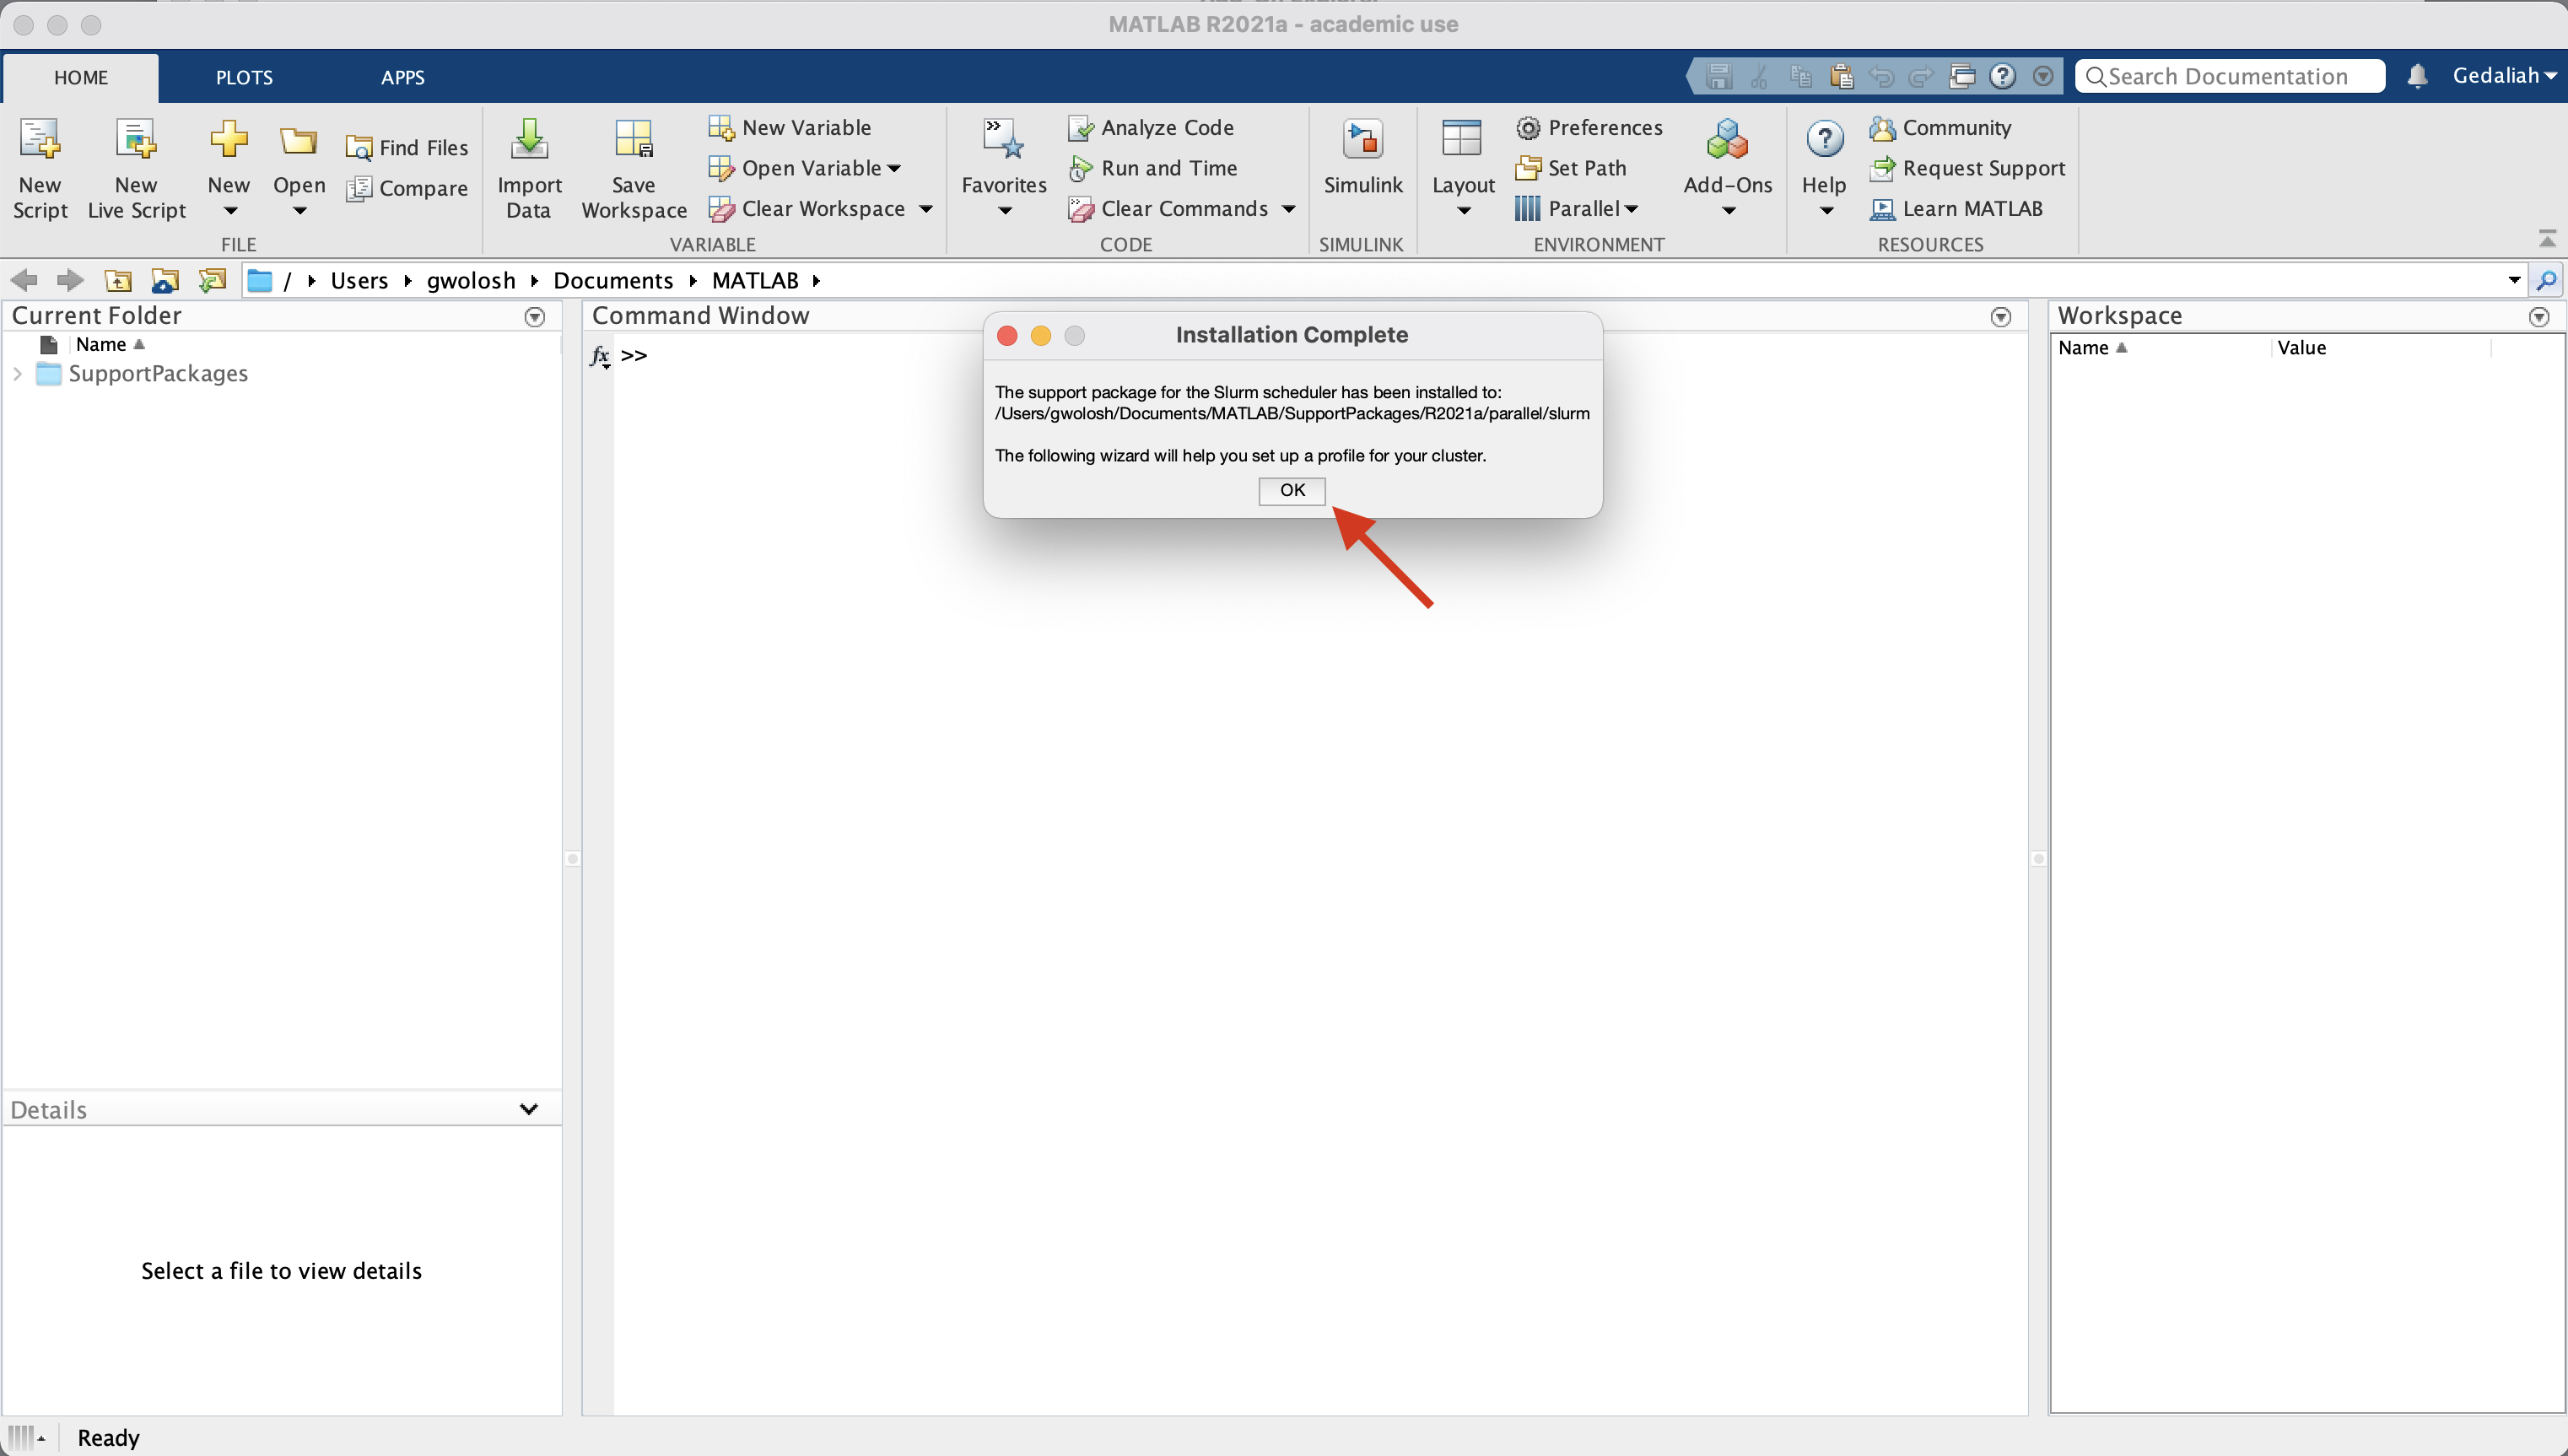 MATLAB R2021a - academic use
HOME PLOTS APPS
Search Documentation
Gedaliah
New Script
New Live Script
New
Open
Find Files
Compare
FILE
Import Data
Save Workspace
New Variable
Open Variable
Clear Workspace
VARIABLE
Favorites
Analyze Code
Run and Time
Clear Commands
CODE
Simulink
SIMULINK
Layout
Preferences
Set Path
Parallel
Add-Ons
ENVIRONMENT
Help
Community
Request Support
Learn MATLAB
RESOURCES
/ Users gwolosh Documents MATLAB
Current Folder
Name
SupportPackages
Details
Select a file to view details
Command Window
fx >>
Installation Complete
The support package for the Slurm scheduler has been installed to:
/Users/gwolosh/Documents/MATLAB/SupportPackages/R2021a/parallel/slurm
The following wizard will help you set up a profile for your cluster.
OK
Workspace
Name Value
Ready